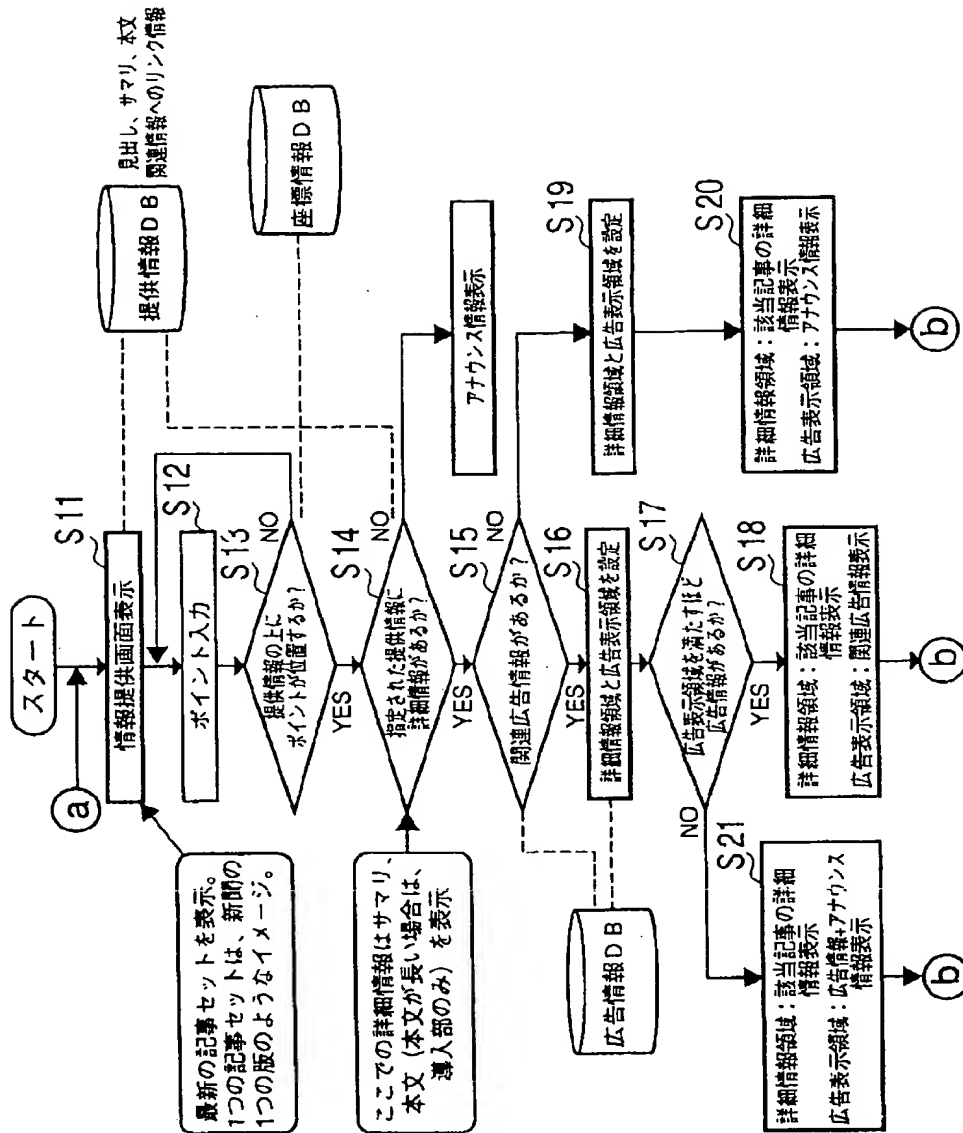 スタート
a
S11
情報提供画面表示
提供情報DB
見出し、サマリ、本文
関連情報へのリンク情報
最新の記事セットを表示。
1つの記事セットは、新聞の
1つの版のようなイメージ。
S12
ポイント入力
S13
提供情報の上に
ポイントが位置するか?
NO
YES
座標情報DB
S14
指定された提供情報に
詳細情報があるか?
NO
YES
アナウンス情報表示
ここでの詳細情報はサマリ、
本文(本文が長い場合は、
導入部のみ)を表示
S15
関連広告情報があるか?
NO
YES
S16
詳細情報領域と広告表示領域を設定
S19
詳細情報領域と広告表示領域を設定
広告情報DB
S17
広告表示領域を満たすほど
広告情報があるか?
NO
YES
S20
詳細情報領域:該当記事の詳細
情報表示
広告表示領域:アナウンス情報表示
S18
詳細情報領域:該当記事の詳細
情報表示
広告表示領域:関連広告情報表示
S21
詳細情報領域:該当記事の詳細
情報表示
広告表示領域:広告情報+アナウンス
情報表示
b
b
b